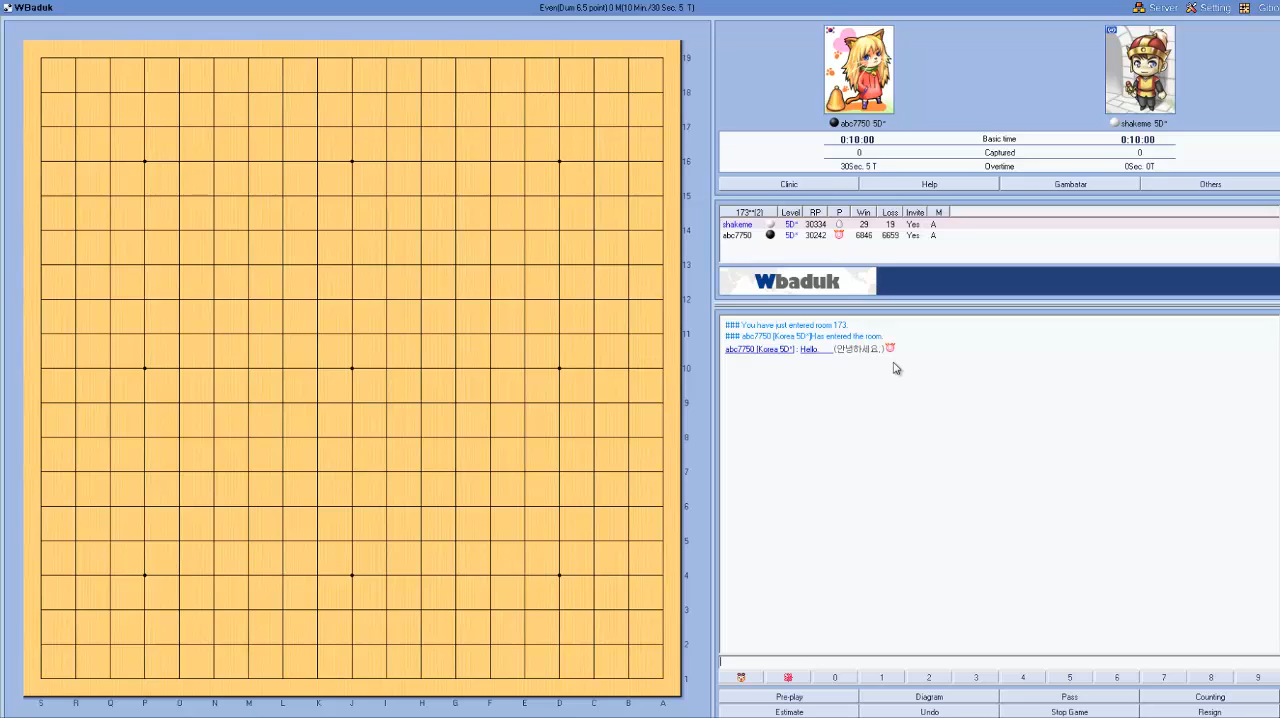 WBaduk
Even(Dum 6.5 point) 0 M(10 Min./30 Sec. 5 T)
Server
Setting
Gibo
abc7750 5D*
shakeme 5D*
0:10:00 Basic time 0:10:00
0 Captured 0
30Sec. 5 T Overtime 0Sec. 0T
Clinic Help Gambatar Others
173**(2) Level RP P Win Loss Invite M
shakeme 5D* 30334 29 19 Yes A
abc7750 5D* 30242 6846 6659 Yes A
Wbaduk
### You have just entered room 173.
### abc7750 [Korea 5D*]Has entered the room.
abc7750 [Korea 5D*] : Hello____(안녕하세요, )
19
18
17
16
15
14
13
12
11
10
9
8
7
6
5
4
3
2
1
S R Q P O N M L K J I H G F E D C B A
0 1 2 3 4 5 6 7 8 9
Pre-play Diagram Pass Counting
Estimate Undo Stop Game Resign